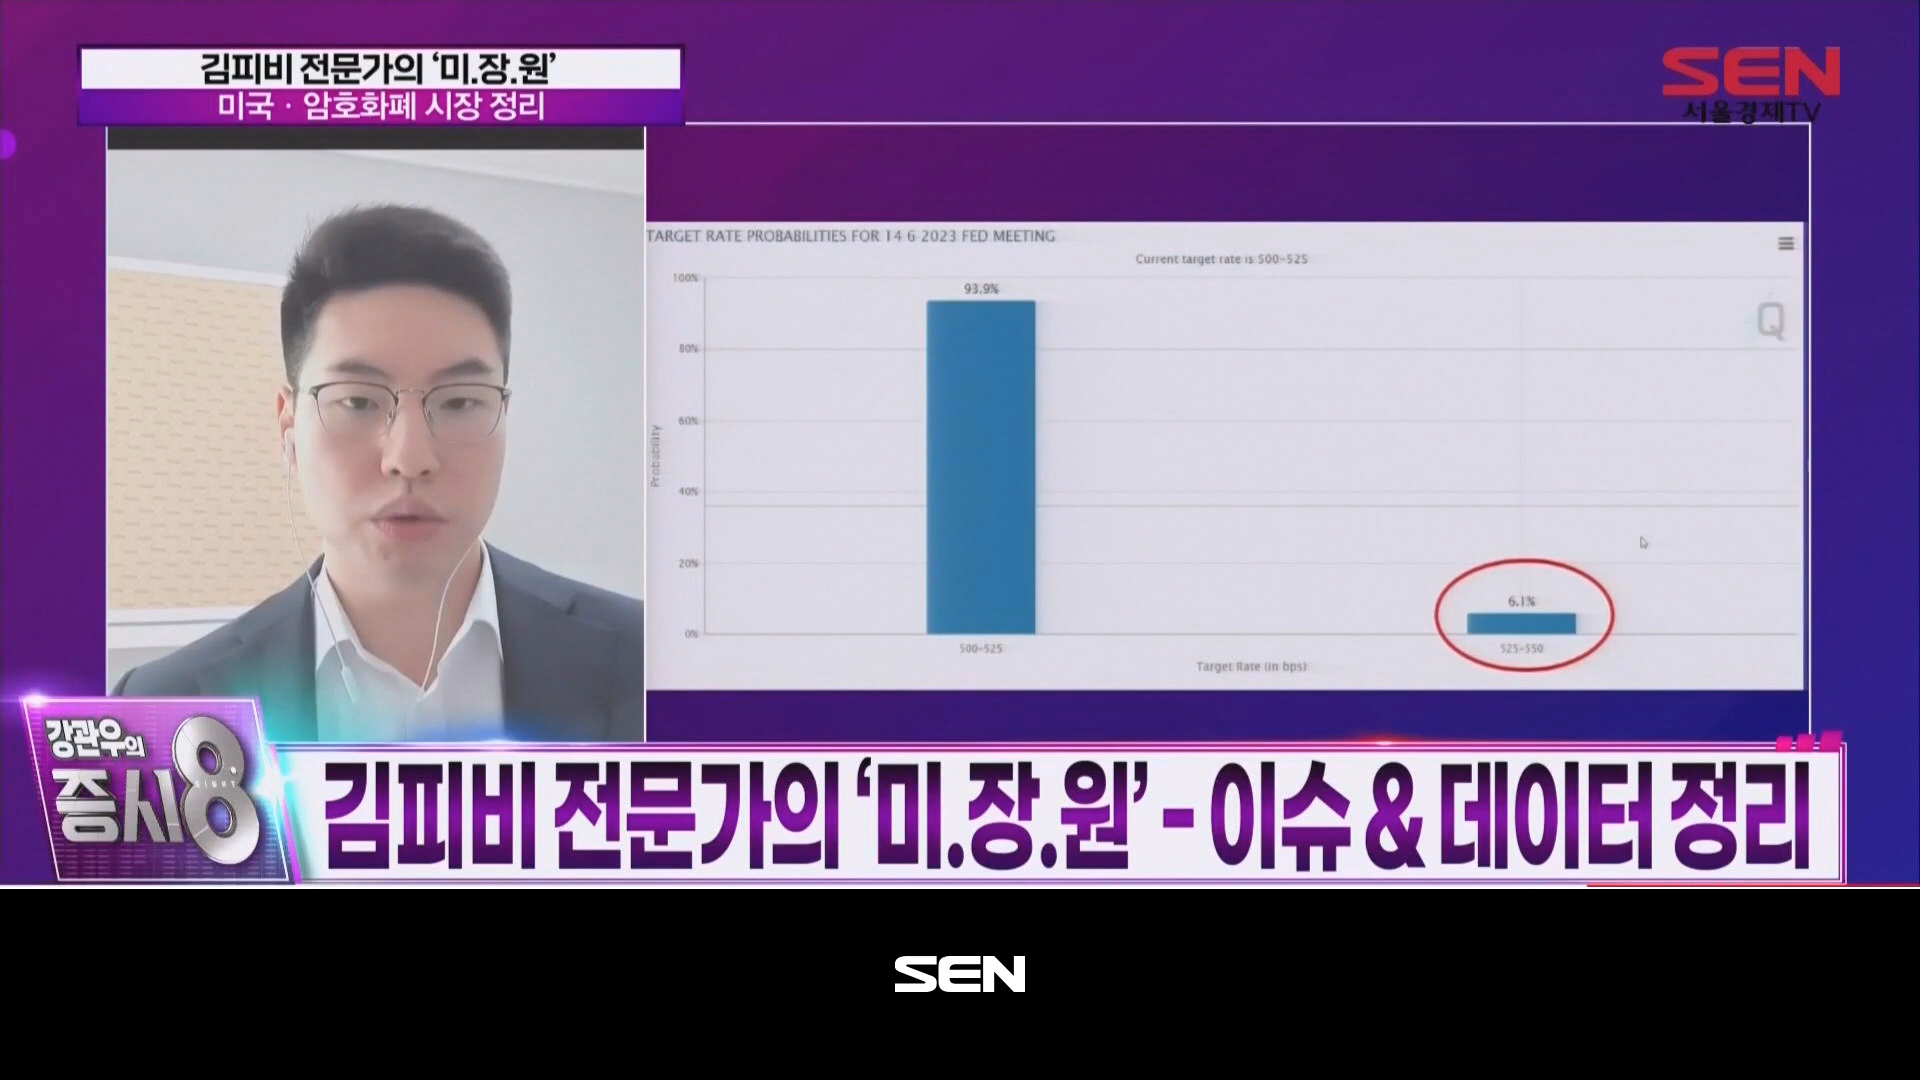 김피비 전문가의 ‘미.장.원’
미국 · 암호화폐 시장 정리
SEN
서울경제TV
TARGET RATE PROBABILITIES FOR 14 6 2023 FED MEETING
Current target rate is 500-525
100%
93.9%
Q
80%
60%
Probability
40%
20%
6.1%
0%
500-525
525-550
Target Rate (in bps)
강관우의
증시8
EIGHT
김피비 전문가의 ‘미.장.원’ - 이슈 & 데이터 정리
SEN